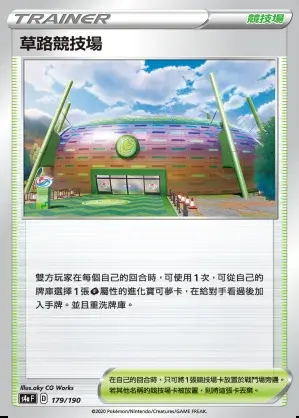 TRAINER 競技場
草路競技場
雙方玩家在每個自己的回合時,可使用1次,可從自己的
牌庫選擇1張屬性的進化寶可夢卡,在給對手看過後加
入手牌。並且重洗牌庫。
Illus.aky CG Works
s4a F D 179/190
在自己的回合時,只可將1張競技場卡放置於戰鬥場旁邊。
若其他名稱的競技場卡被放置,則將這張卡丟棄。
©2020 Pokémon/Nintendo/Creatures/GAME FREAK.